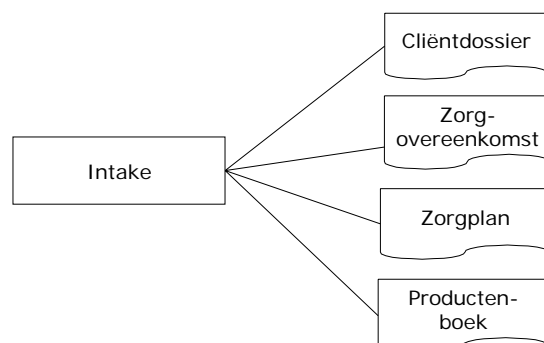 Cliëntdossier
Zorg-
overeenkomst
Intake
Zorgplan
Producten-
boek